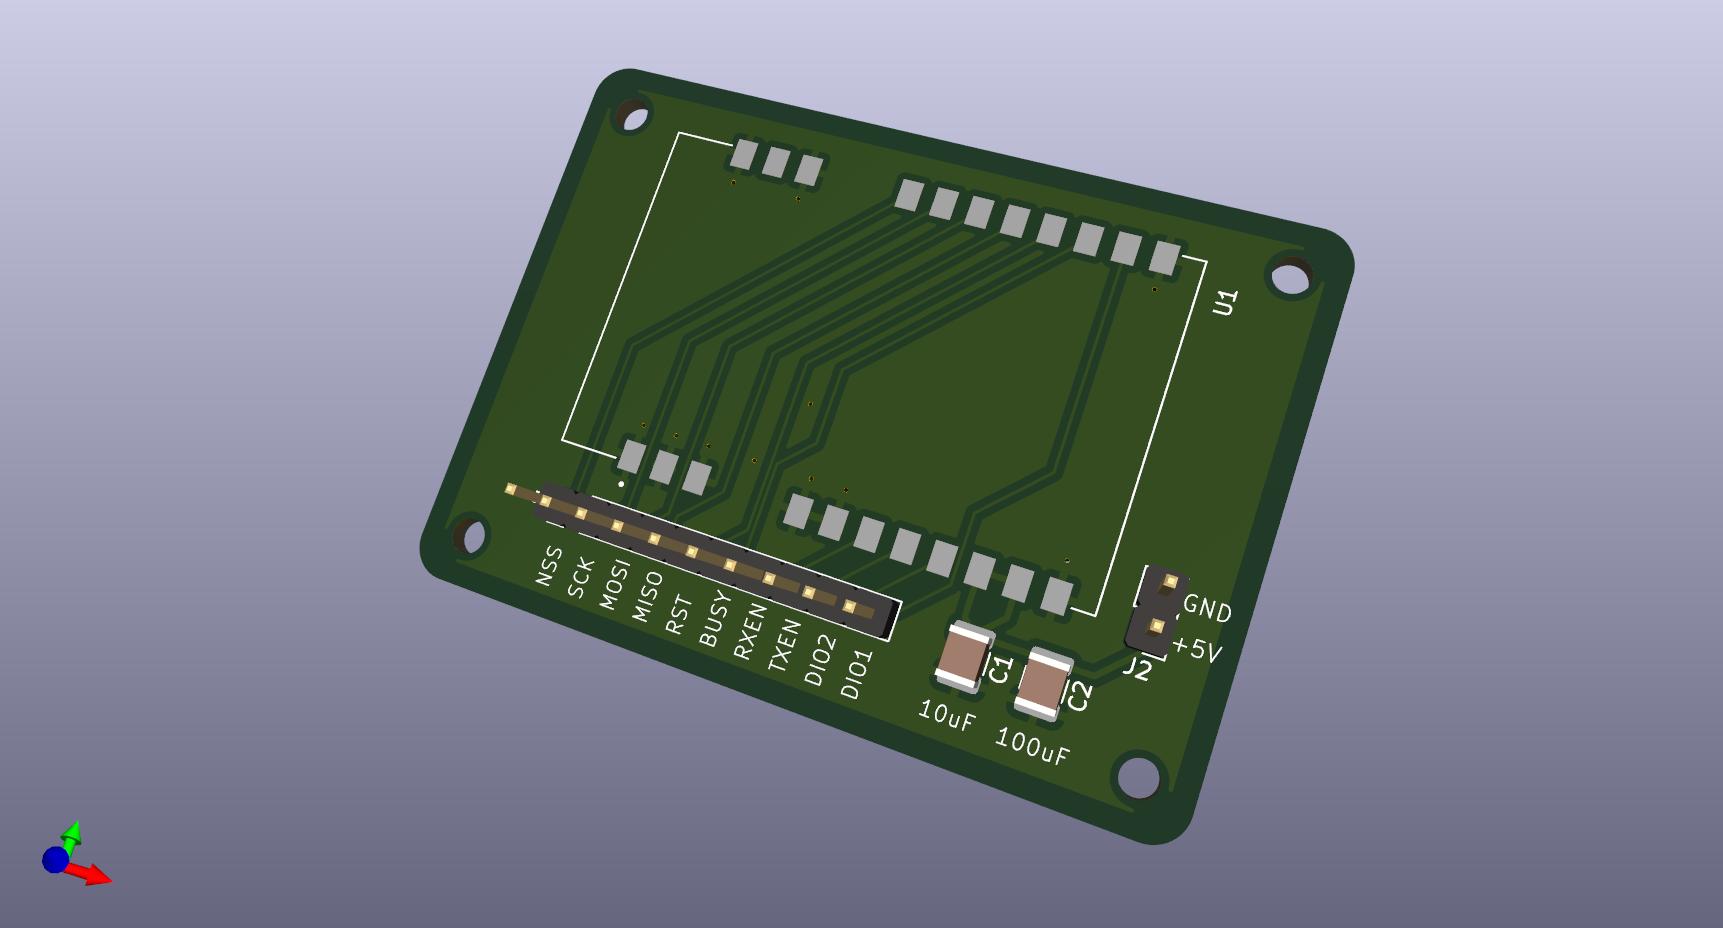 U1
NSS
SCK
MOSI
MISO
RST
BUSY
RXEN
TXEN
DIO2
DIO1
GND
+5V
J2
C1
C2
10uF
100uF